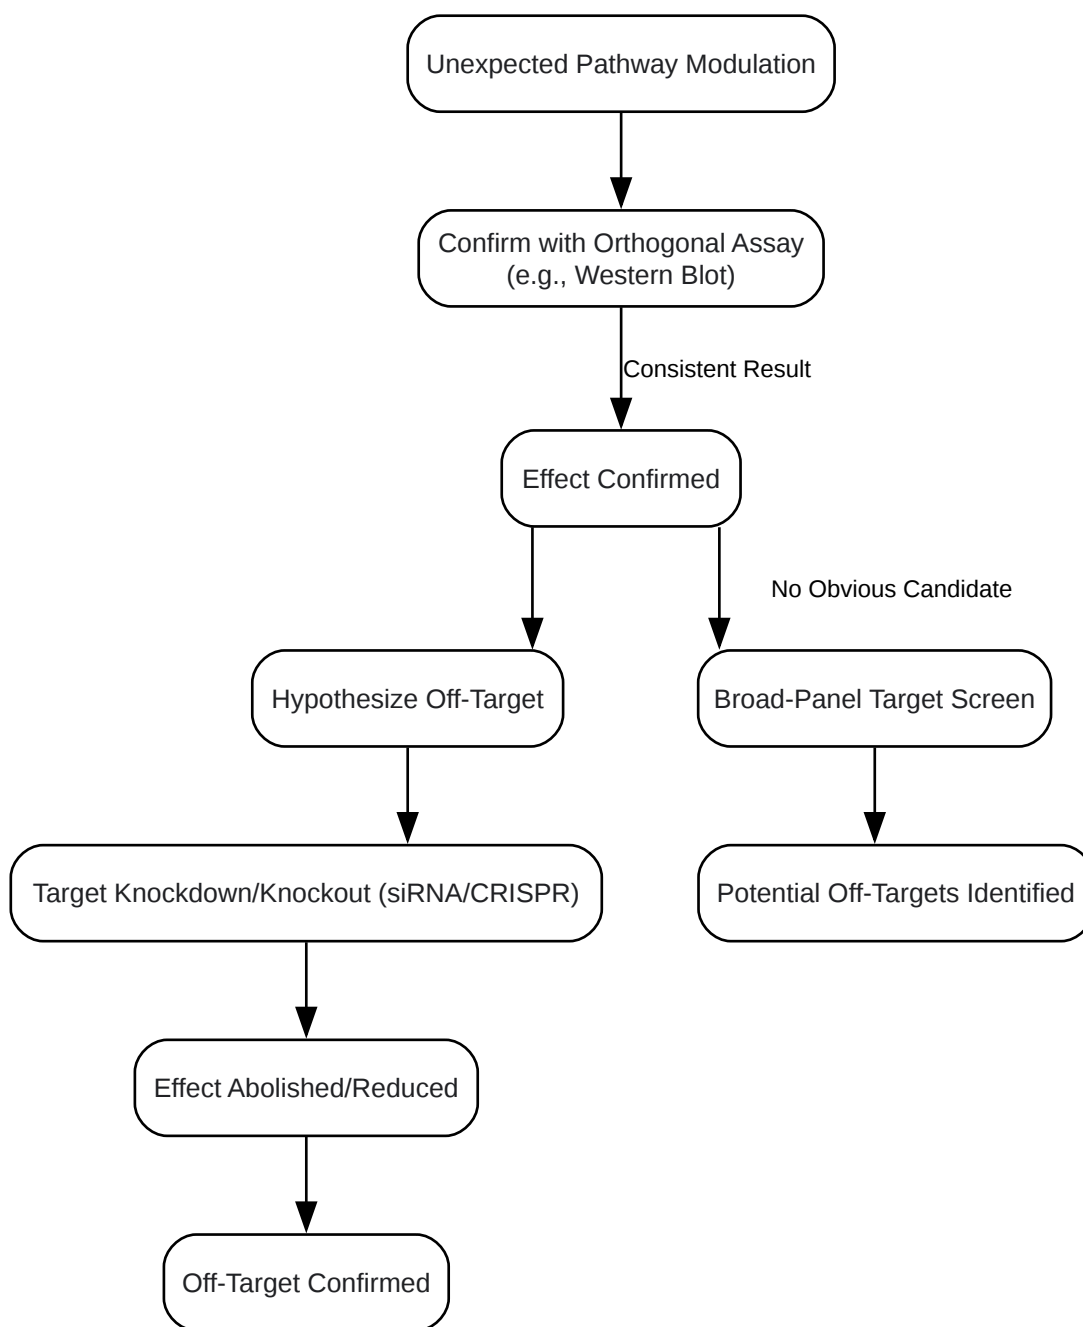 Unexpected Pathway Modulation
Confirm with Orthogonal Assay
(e.g., Western Blot)
Consistent Result
Effect Confirmed
No Obvious Candidate
Hypothesize Off-Target
Broad-Panel Target Screen
Target Knockdown/Knockout (siRNA/CRISPR)
Potential Off-Targets Identified
Effect Abolished/Reduced
Off-Target Confirmed